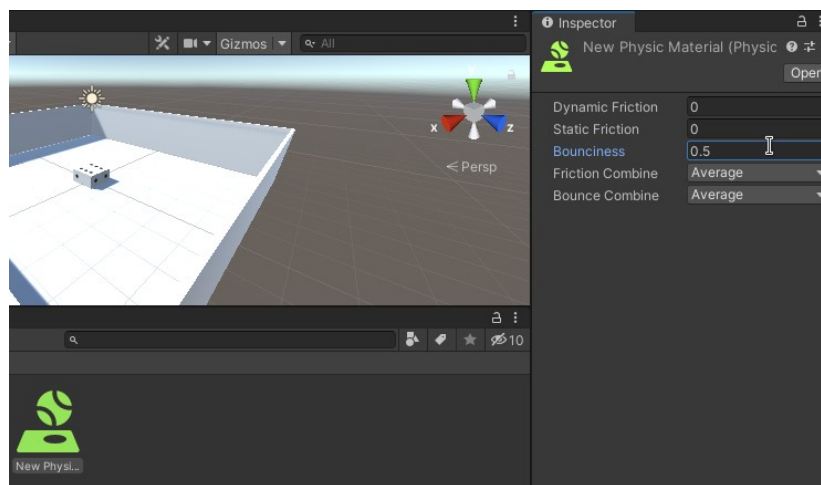 Inspector
Gizmos
All
New Physic Material (Physic
Open
x
z
Persp
Dynamic Friction 0
Static Friction 0
Bounciness 0.5
Friction Combine Average
Bounce Combine Average
10
New Physi...